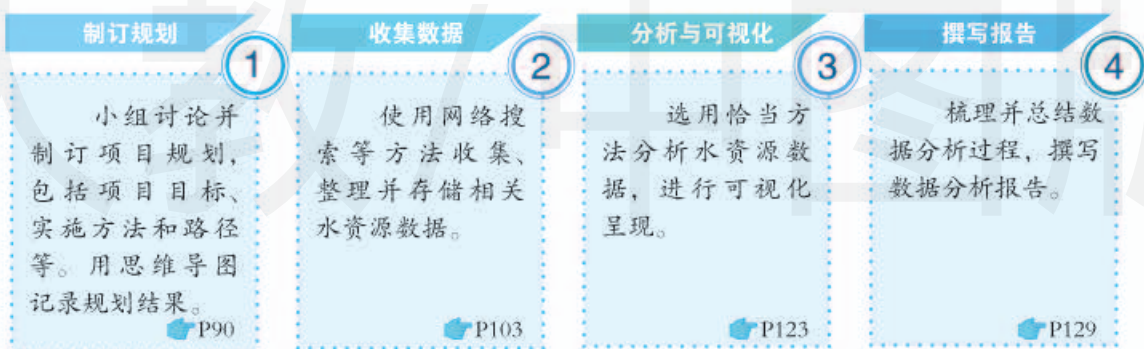 制订规划
1
小组讨论并
制订项目规划,
包括项目目标、
实施方法和路径
等。用思维导图
记录规划结果。
P90
收集数据
2
使用网络搜
索等方法收集、
整理并存储相关
水资源数据。
P103
分析与可视化
3
选用恰当方
法分析水资源数
据，进行可视化
呈现。
P123
撰写报告
4
梳理并总结数
据分析过程，撰写
数据分析报告。
P129